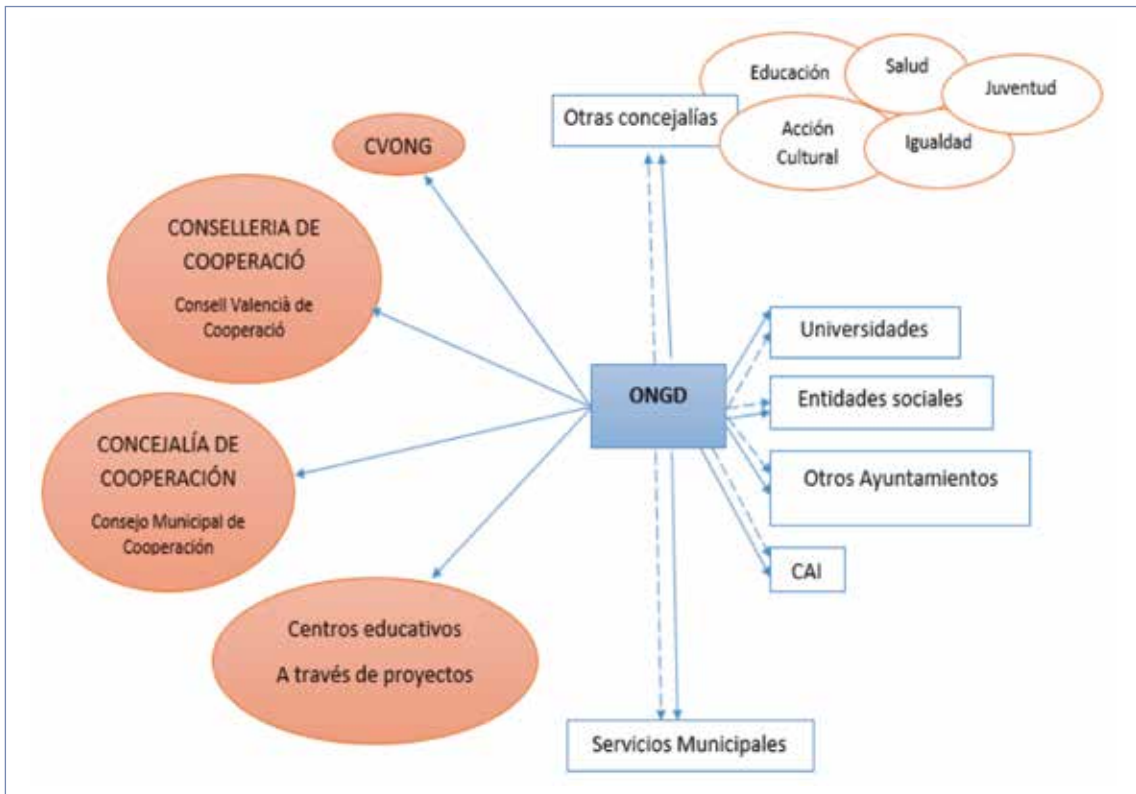 Educación
Salud
Juventud
Otras concejalías
Acción
Cultural
Igualdad
CVONG
CONSELLERIA DE
COOPERACIÓ
Consell Valencià de
Cooperació
CONCEJALÍA DE
COOPERACIÓN
Consejo Municipal de
Cooperación
Centros educativos
A través de proyectos
ONGD
Universidades
Entidades sociales
Otros Ayuntamientos
CAI
Servicios Municipales